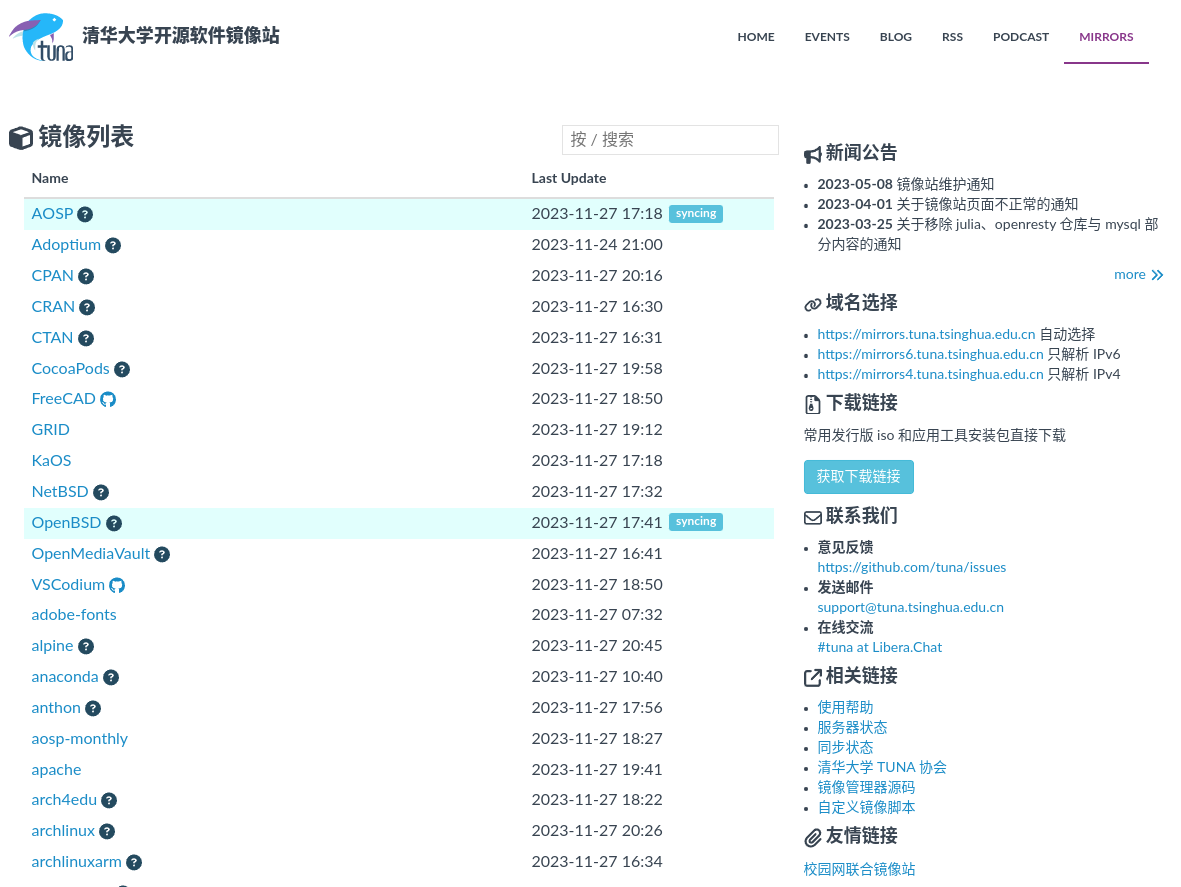 tuna 清华大学开源软件镜像站
HOME EVENTS BLOG RSS PODCAST MIRRORS
镜像列表
按 / 搜索
Name Last Update
AOSP 2023-11-27 17:18 syncing
Adoptium 2023-11-24 21:00
CPAN 2023-11-27 20:16
CRAN 2023-11-27 16:30
CTAN 2023-11-27 16:31
CocoaPods 2023-11-27 19:58
FreeCAD 2023-11-27 18:50
GRID 2023-11-27 19:12
KaOS 2023-11-27 17:18
NetBSD 2023-11-27 17:32
OpenBSD 2023-11-27 17:41 syncing
OpenMediaVault 2023-11-27 16:41
VSCodium 2023-11-27 18:50
adobe-fonts 2023-11-27 07:32
alpine 2023-11-27 20:45
anaconda 2023-11-27 10:40
anthon 2023-11-27 17:56
aosp-monthly 2023-11-27 18:27
apache 2023-11-27 19:41
arch4edu 2023-11-27 18:22
archlinux 2023-11-27 20:26
archlinuxarm 2023-11-27 16:34
新闻公告
2023-05-08 镜像站维护通知
2023-04-01 关于镜像站页面不正常的通知
2023-03-25 关于移除 julia、openresty 仓库与 mysql 部
分内容的通知
more
域名选择
https://mirrors.tuna.tsinghua.edu.cn 自动选择
https://mirrors6.tuna.tsinghua.edu.cn 只解析 IPv6
https://mirrors4.tuna.tsinghua.edu.cn 只解析 IPv4
下载链接
常用发行版 iso 和应用工具安装包直接下载
获取下载链接
联系我们
意见反馈
https://github.com/tuna/issues
发送邮件
support@tuna.tsinghua.edu.cn
在线交流
#tuna at Libera.Chat
相关链接
使用帮助
服务器状态
同步状态
清华大学 TUNA 协会
镜像管理器源码
自定义镜像脚本
友情链接
校园网联合镜像站